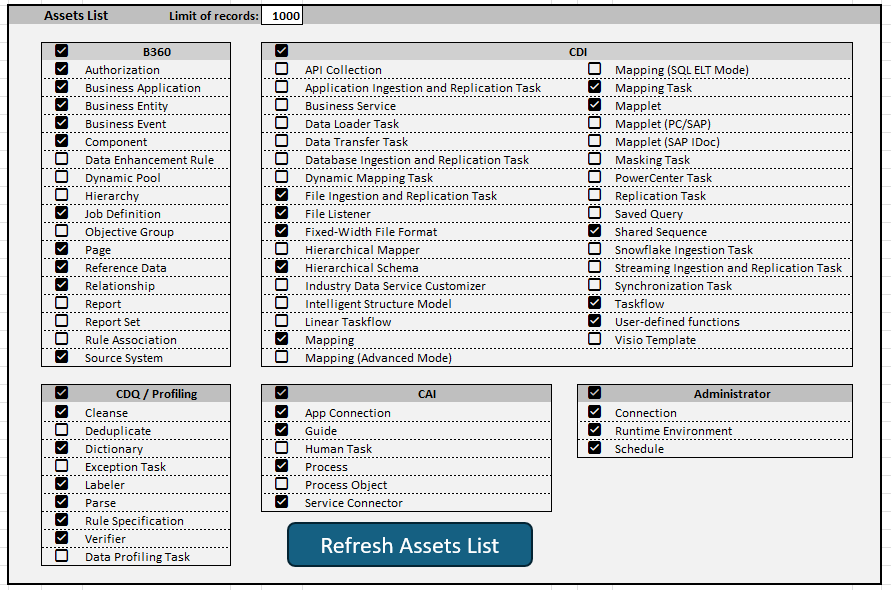 Assets List Limit of records: 1000
B360
Authorization
Business Application
Business Entity
Business Event
Component
Data Enhancement Rule
Dynamic Pool
Hierarchy
Job Definition
Objective Group
Page
Reference Data
Relationship
Report
Report Set
Rule Association
Source System
CDI
API Collection
Application Ingestion and Replication Task
Business Service
Data Loader Task
Data Transfer Task
Database Ingestion and Replication Task
Dynamic Mapping Task
File Ingestion and Replication Task
File Listener
Fixed-Width File Format
Hierarchical Mapper
Hierarchical Schema
Industry Data Service Customizer
Intelligent Structure Model
Linear Taskflow
Mapping
Mapping (Advanced Mode)
Mapping (SQL ELT Mode)
Mapping Task
Mapplet
Mapplet (PC/SAP)
Mapplet (SAP IDoc)
Masking Task
PowerCenter Task
Replication Task
Saved Query
Shared Sequence
Snowflake Ingestion Task
Streaming Ingestion and Replication Task
Synchronization Task
Taskflow
User-defined functions
Visio Template
CDQ / Profiling
Cleanse
Deduplicate
Dictionary
Exception Task
Labeler
Parse
Rule Specification
Verifier
Data Profiling Task
CAI
App Connection
Guide
Human Task
Process
Process Object
Service Connector
Administrator
Connection
Runtime Environment
Schedule
Refresh Assets List